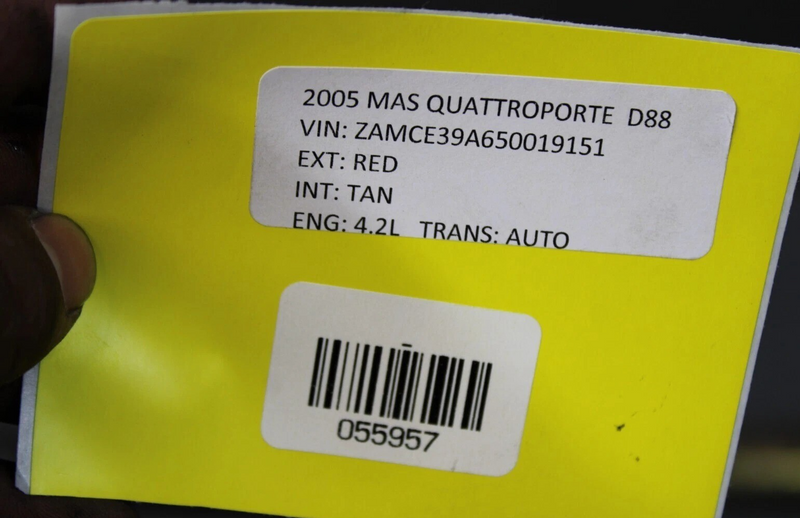 2005 MAS QUATTROPORTE D88
VIN: ZAMCE39A650019151
EXT: RED
INT: TAN
ENG: 4.2L TRANS: AUTO
055957